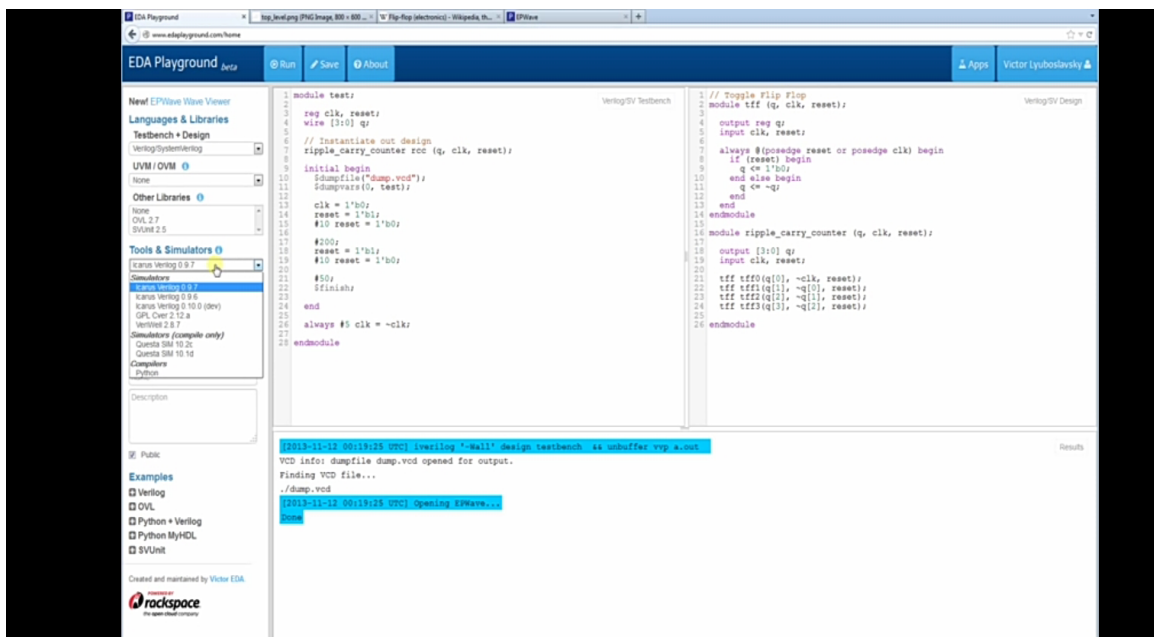 EDA Playground
top_level.png (PNG Image, 800 × 600 ...
Flip-flop (electronics) - Wikipedia, th...
EPWave
www.edaplayground.com/home
EDA Playground beta
Run
Save
About
Apps
Victor Lyuboslavsky
New! EPWave Wave Viewer
Languages & Libraries
Testbench + Design
Verilog/SystemVerilog
UVM / OVM
None
Other Libraries
None
OVL 2.7
SVUnit 2.5
Tools & Simulators
Icarus Verilog 0.9.7
Simulators
Icarus Verilog 0.9.7
Icarus Verilog 0.9.6
Icarus Verilog 0.10.0 (dev)
GPL Cver 2.12.a
VeriWell 2.8.7
Simulators (compile only)
Questa SIM 10.2c
Questa SIM 10.1d
Compilers
Python
Description
Public
Examples
Verilog
OVL
Python + Verilog
Python MyHDL
SVUnit
Created and maintained by Victor EDA
POWERED BY
rackspace
the open cloud company
Verilog/SV Testbench
1 module test;
2
3 reg clk, reset;
4 wire [3:0] q;
5
6 // Instantiate out design
7 ripple_carry_counter rcc (q, clk, reset);
8
9 initial begin
10 $dumpfile("dump.vcd");
11 $dumpvars(0, test);
12
13 clk = 1'b0;
14 reset = 1'b1;
15 #10 reset = 1'b0;
16
17 #200;
18 reset = 1'b1;
19 #10 reset = 1'b0;
20
21 #50;
22 $finish;
23
24 end
25
26 always #5 clk = ~clk;
27
28 endmodule
Verilog/SV Design
1 // Toggle Flip Flop
2 module tff (q, clk, reset);
3
4 output reg q;
5 input clk, reset;
6
7 always @(posedge reset or posedge clk) begin
8 if (reset) begin
9 q <= 1'b0;
10 end else begin
11 q <= ~q;
12 end
13 end
14 endmodule
15
16 module ripple_carry_counter (q, clk, reset);
17
18 output [3:0] q;
19 input clk, reset;
20
21 tff tff0(q[0], ~clk, reset);
22 tff tff1(q[1], ~q[0], reset);
23 tff tff2(q[2], ~q[1], reset);
24 tff tff3(q[3], ~q[2], reset);
25
26 endmodule
Results
[2013-11-12 00:19:25 UTC] iverilog '-Wall' design testbench && unbuffer vvp a.out
VCD info: dumpfile dump.vcd opened for output.
Finding VCD file...
./dump.vcd
[2013-11-12 00:19:25 UTC] Opening EPWave...
Done